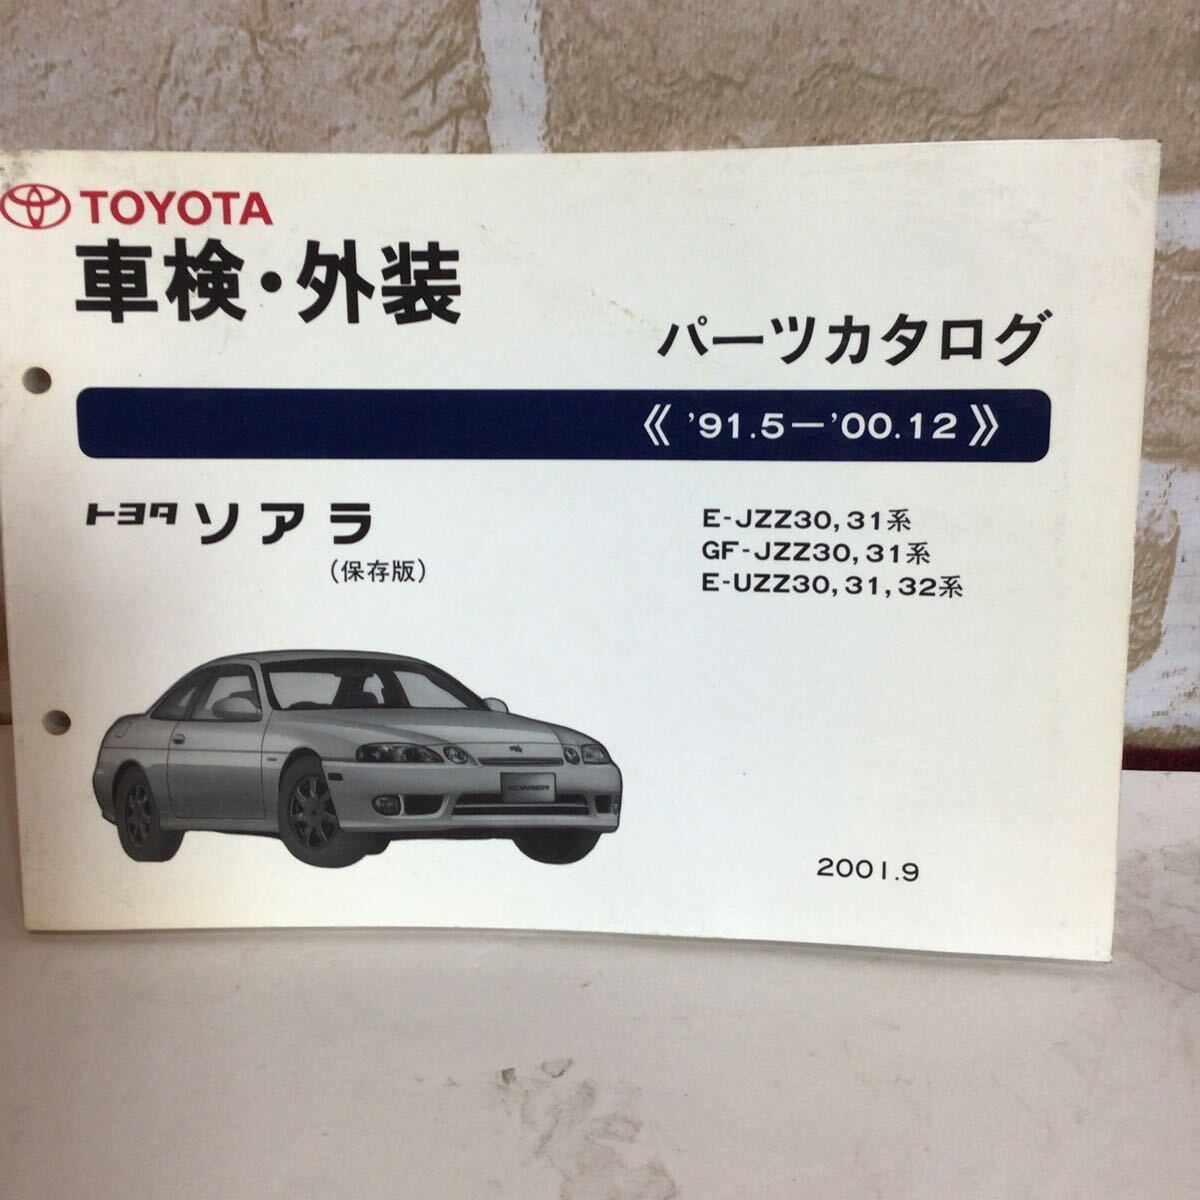 TOYOTA
車検・外装
パーツカタログ
《 '91.5−'00.12》
トヨタ ソアラ
(保存版)
E-JZZ30,31系
GF-JZZ30,31系
E-UZZ30,31,32系
SOARER
2001.9